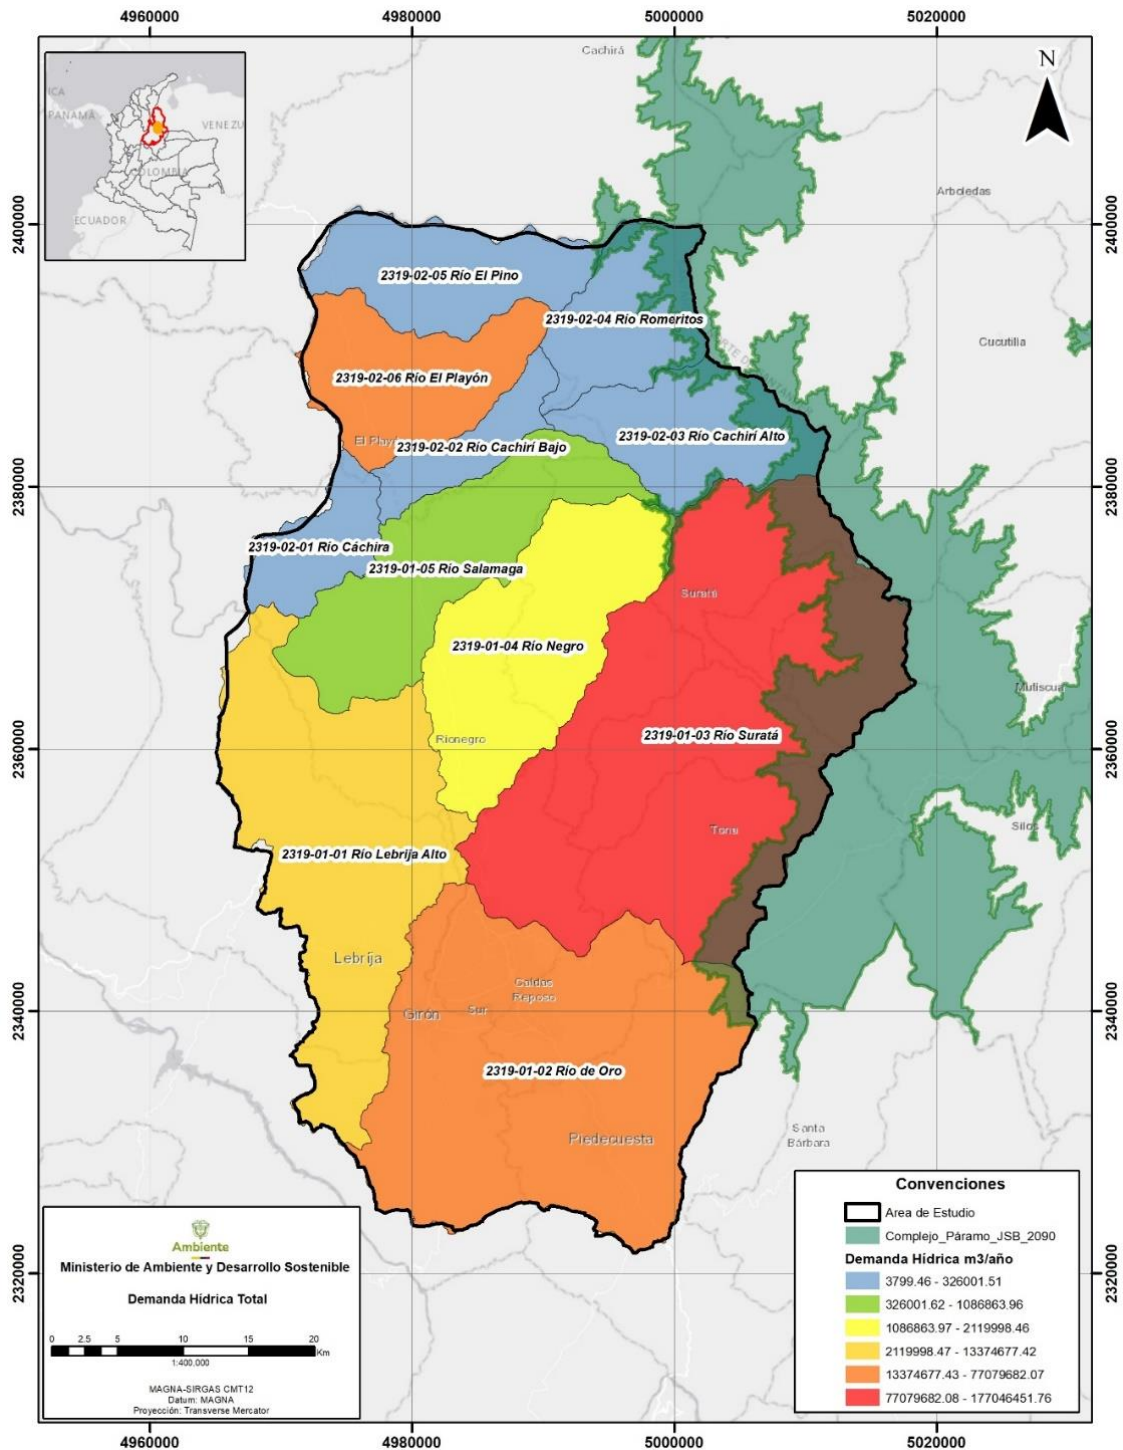 4960000
4980000
5000000
5020000
Cachirá
N
ICA
PANAMÁ
VENEZU
COLOMBIA
ECUADOR
Arboledas
2400000
2400000
2319-02-05 Río El Pino
2319-02-04 Río Romeritos
Cucutilla
2319-02-06 Río El Playón
2319-02-03 Río Cachirí Alto
El Play
2319-02-02 Río Cachirí Bajo
2380000
2380000
2319-02-01 Río Cáchira
2319-01-05 Río Salamaga
Suratá
2319-01-04 Río Negro
Mutiscua
2319-01-03 Río Suratá
Rionegro
2360000
2360000
Tona
Silos
2319-01-01 Río Lebrija Alto
Lebrija
Caldas
Reposo
Girón
Sur
2340000
2340000
2319-01-02 Río de Oro
Piedecuesta
Santa
Bárbara
Convenciones
Area de Estudio
Complejo_Páramo_JSB_2090
Demanda Hídrica m3/año
3799.46 - 326001.51
326001.62 - 1086863.96
1086863.97 - 2119998.46
2119998.47 - 13374677.42
13374677.43 - 77079682.07
77079682.08 - 177046451.76
Ambiente
Ministerio de Ambiente y Desarrollo Sostenible
Demanda Hídrica Total
0 2.5 5 10 15 20
Km
1:400,000
MAGNA-SIRGAS CMT12
Datum: MAGNA
Proyección: Transverse Mercator
2320000
2320000
4960000
4980000
5000000
5020000